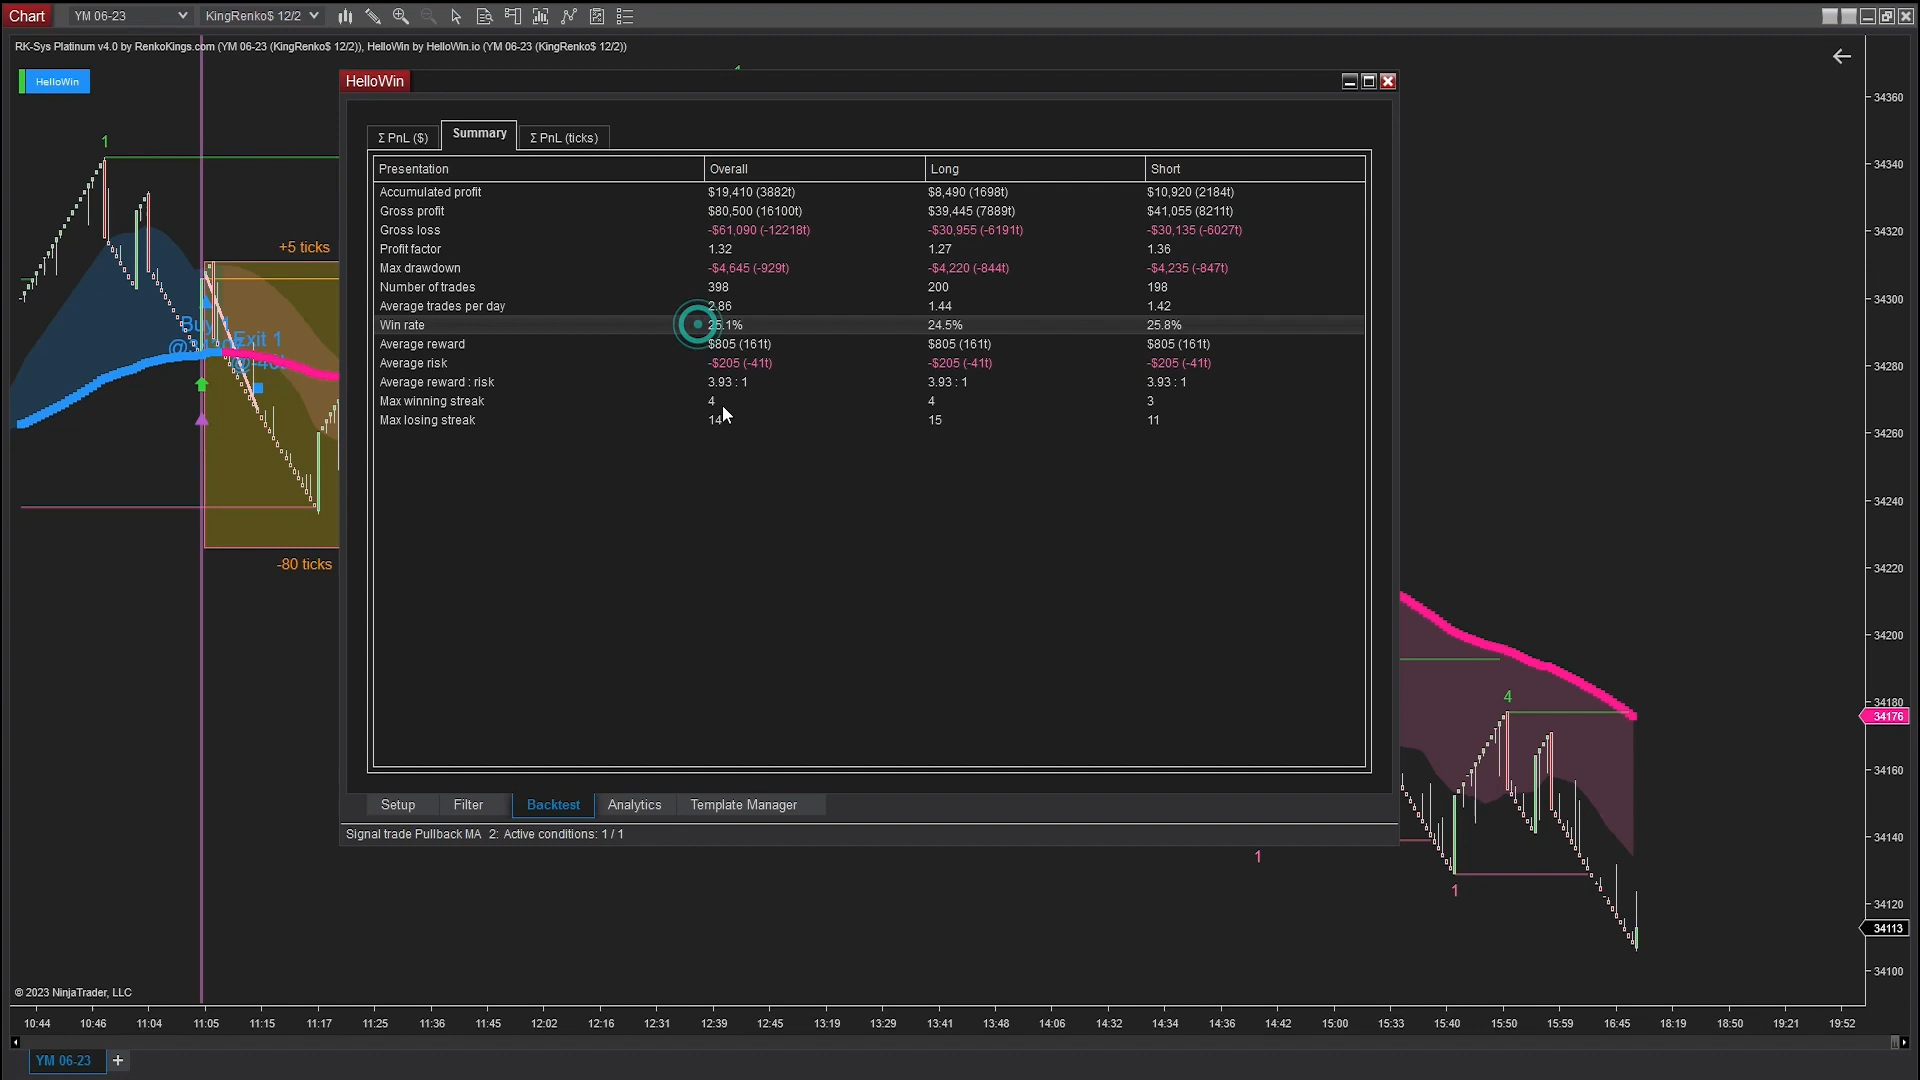 Chart YM 06-23 KingRenko$ 12/2
RK-Sys Platinum v4.0 by RenkoKings.com (YM 06-23 (KingRenko$ 12/2)), HelloWin by HelloWin.io (YM 06-23 (KingRenko$ 12/2))
HelloWin
HelloWin
Σ PnL ($) Summary Σ PnL (ticks)
Presentation Overall Long Short
Accumulated profit $19,410 (3882t) $8,490 (1698t) $10,920 (2184t)
Gross profit $80,500 (16100t) $39,445 (7889t) $41,055 (8211t)
Gross loss -$61,090 (-12218t) -$30,955 (-6191t) -$30,135 (-6027t)
Profit factor 1.32 1.27 1.36
Max drawdown -$4,645 (-929t) -$4,220 (-844t) -$4,235 (-847t)
Number of trades 398 200 198
Average trades per day 2.86 1.44 1.42
Win rate 25.1% 24.5% 25.8%
Average reward $805 (161t) $805 (161t) $805 (161t)
Average risk -$205 (-41t) -$205 (-41t) -$205 (-41t)
Average reward : risk 3.93 : 1 3.93 : 1 3.93 : 1
Max winning streak 4 4 3
Max losing streak 14 15 11
Setup Filter Backtest Analytics Template Manager
Signal trade Pullback MA 2: Active conditions: 1 / 1
1
+5 ticks
Buy
Exit 1
-80 ticks
1
4
1
34360
34340
34320
34300
34280
34260
34240
34220
34200
34180
34176
34160
34140
34120
34113
34100
© 2023 NinjaTrader, LLC
10:44 10:46 11:04 11:05 11:15 11:17 11:25 11:36 11:45 12:02 12:16 12:31 12:39 12:45 13:19 13:29 13:41 13:48 14:06 14:32 14:34 14:36 14:42 15:00 15:33 15:40 15:50 15:59 16:45 18:19 18:50 19:21 19:52
YM 06-23 +